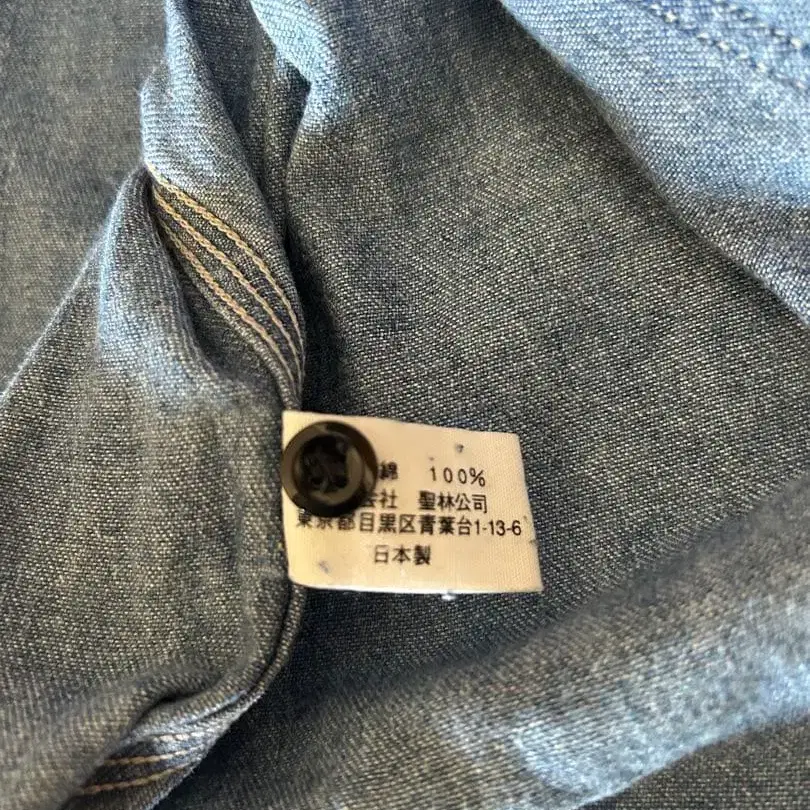 綿 100%
会社 聖林公司
東京都目黒区青葉台1-13-6
日本製